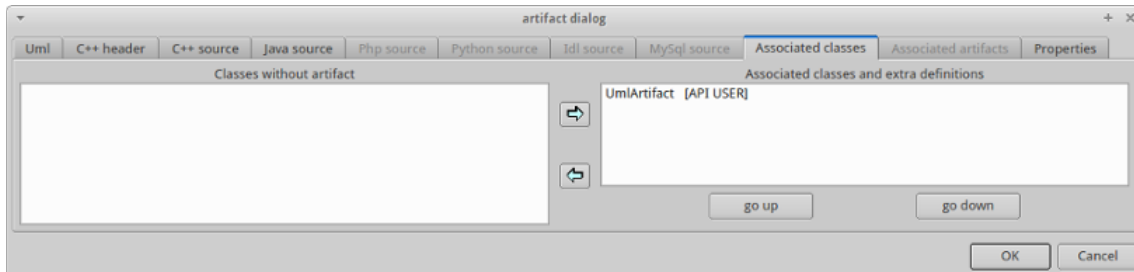 artifact dialog
Uml C++ header C++ source Java source Php source Python source Idl source MySql source Associated classes Associated artifacts Properties
Classes without artifact
Associated classes and extra definitions
UmlArtifact [API USER]
go up go down
OK Cancel